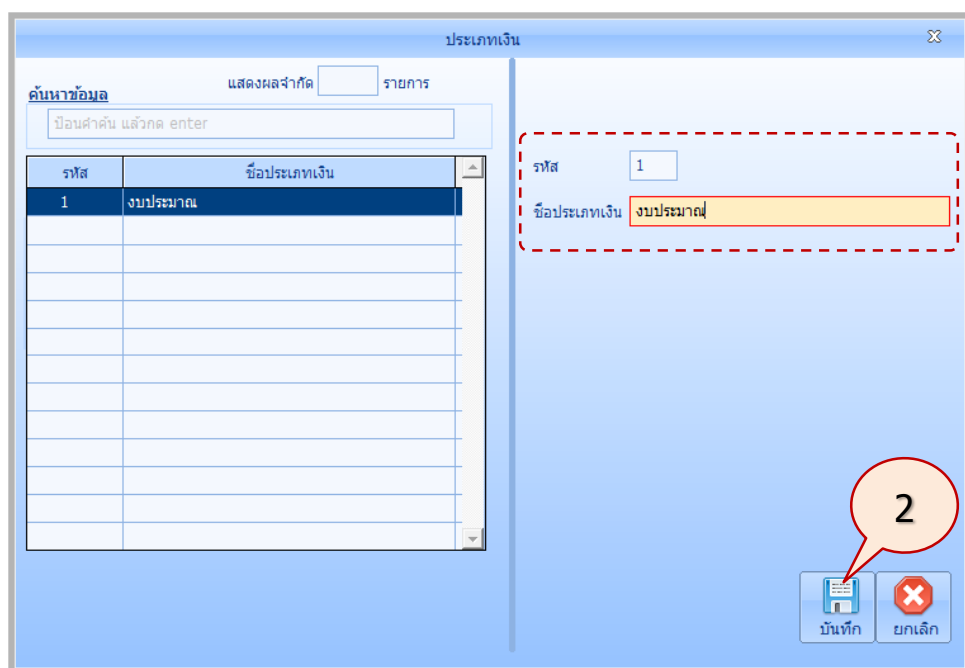 ประเภทเงิน
แสดงผลจำกัด รายการ
ค้นหาข้อมูล
ป้อนคำค้น แล้วกด enter
รหัส ชื่อประเภทเงิน
1 งบประมาณ
รหัส 1
ชื่อประเภทเงิน งบประมาณ
2
บันทึก ยกเลิก